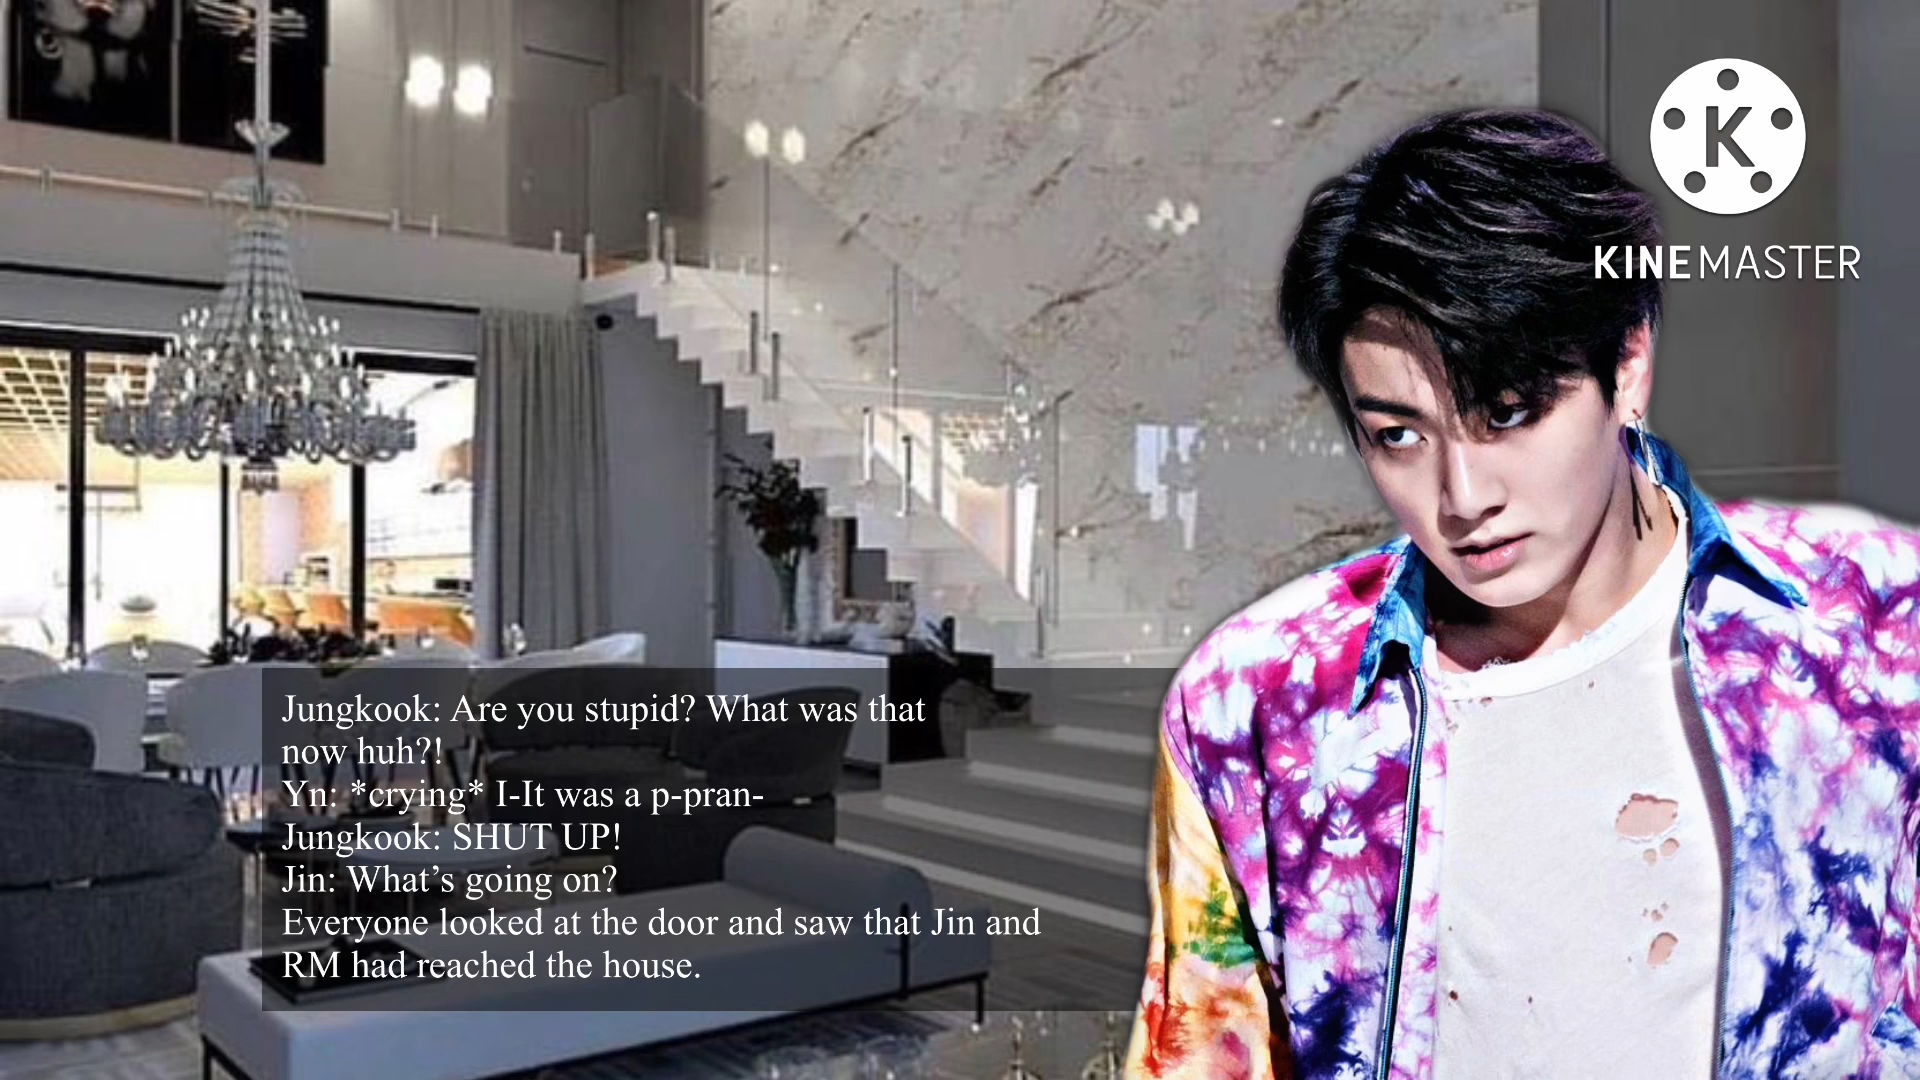 K
KINEMASTER
Jungkook: Are you stupid? What was that
now huh?!
Yn: *crying* I-It was a p-pran-
Jungkook: SHUT UP!
Jin: What’s going on?
Everyone looked at the door and saw that Jin and
RM had reached the house.